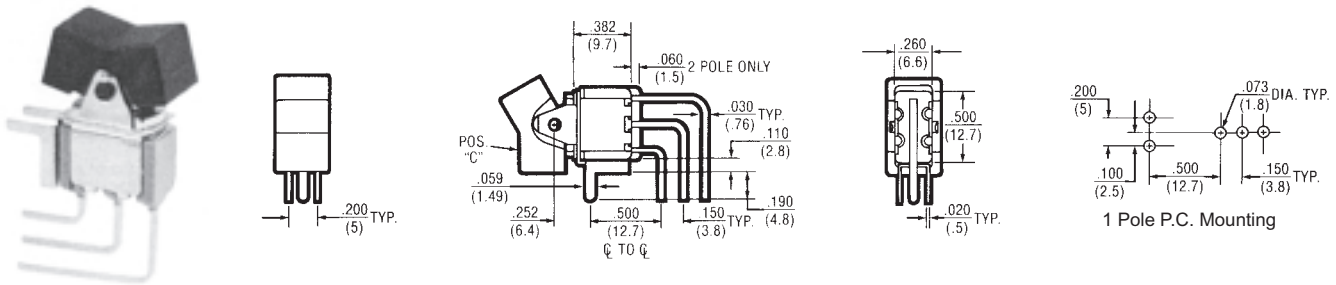 .200
(5) TYP.
.382
(9.7)
.060
(1.5) 2 POLE ONLY
.030 TYP.
(.76)
.110
(2.8)
POS.
"C"
.059
(1.49)
.252
(6.4)
.500
(12.7)
℄ TO ℄
.150 TYP.
(3.8)
.190
(4.8)
.260
(6.6)
.500
(12.7)
.020 TYP.
(.5)
.200
(5)
.073 DIA. TYP.
(1.8)
.100
(2.5)
.500
(12.7)
.150 TYP.
(3.8)
1 Pole P.C. Mounting